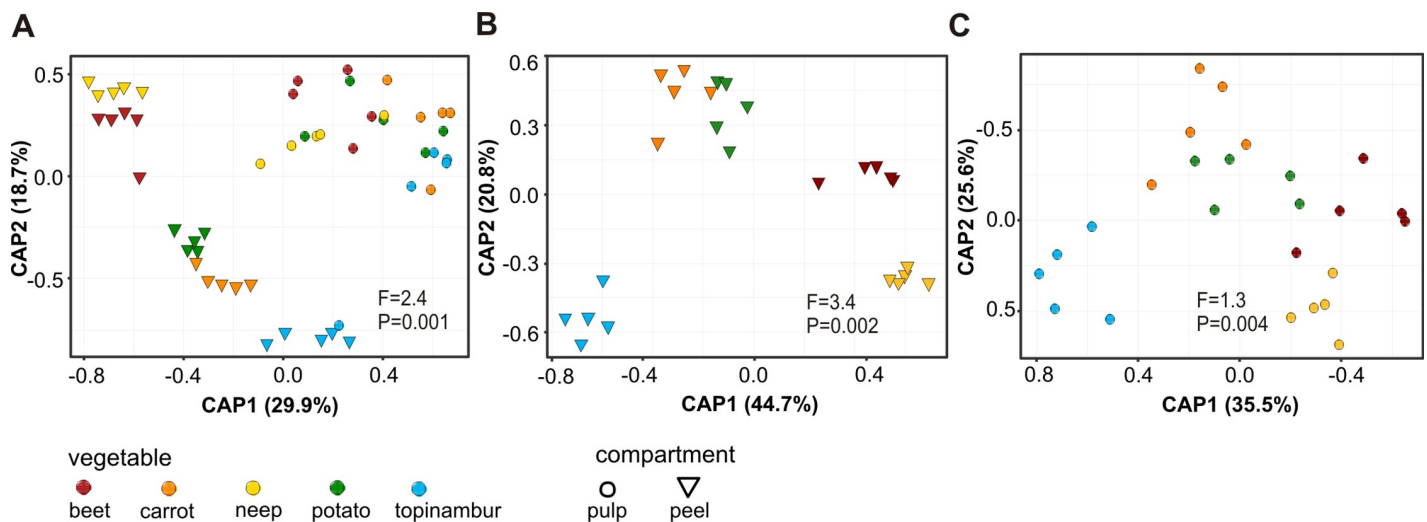 A
CAP2 (18.7%)
0.5
0.0
-0.5
F=2.4
P=0.001
-0.8 -0.4 0.0 0.4
CAP1 (29.9%)
B
CAP2 (20.8%)
0.6
0.3
0.0
-0.3
-0.6
F=3.4
P=0.002
-0.8 -0.4 0.0 0.4
CAP1 (44.7%)
C
CAP2 (25.6%)
-0.5
0.0
0.5
F=1.3
P=0.004
0.8 0.4 0.0 -0.4
CAP1 (35.5%)
vegetable
beet carrot neep potato topinambur
compartment
pulp peel